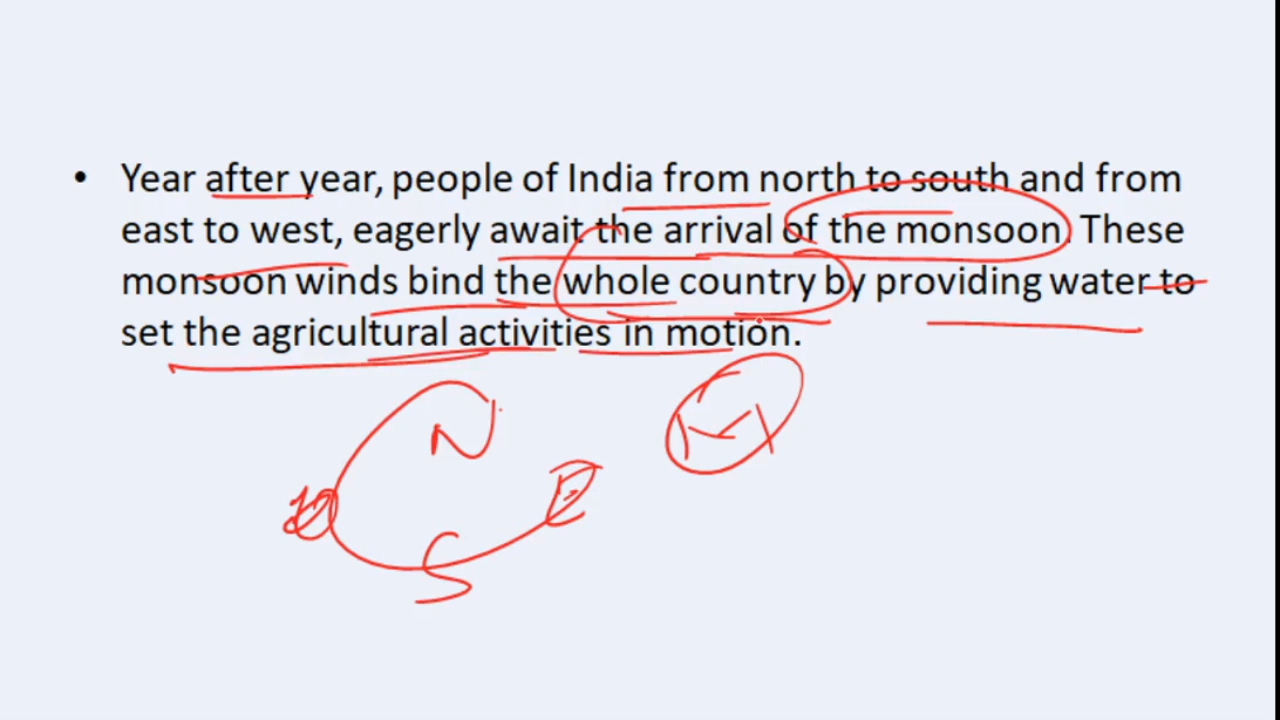 • Year after year, people of India from north to south and from
east to west, eagerly await the arrival of the monsoon. These
monsoon winds bind the whole country by providing water to
set the agricultural activities in motion.
N
E
S